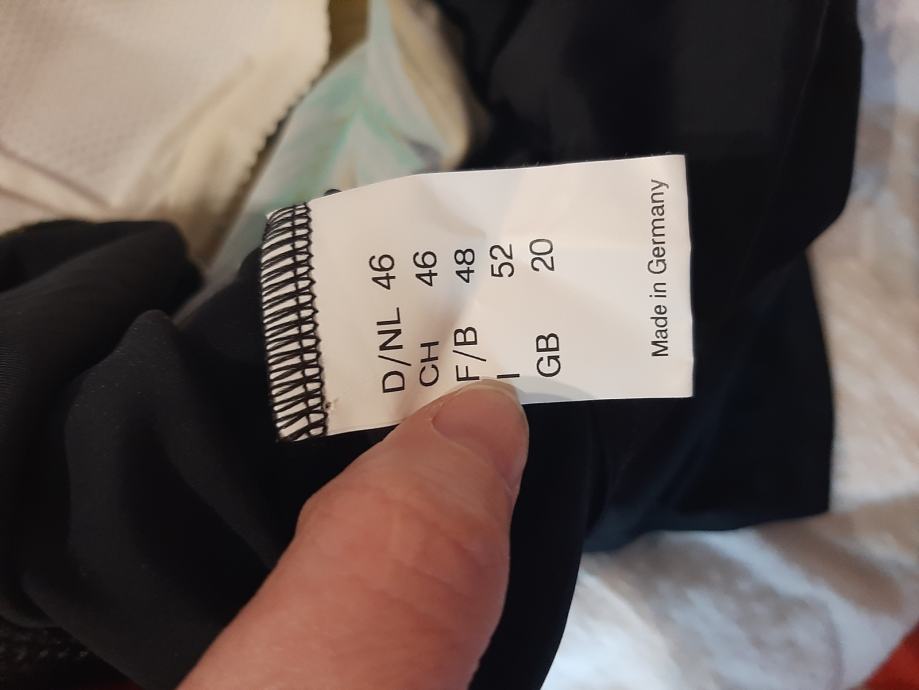 D/NL 46
CH 46
F/B 48
I 52
GB 20
Made in Germany